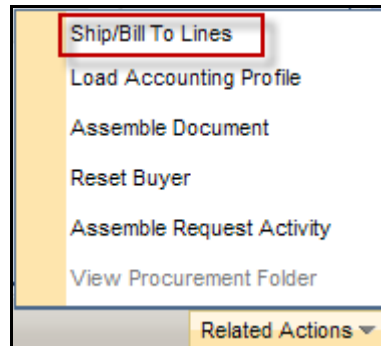 Ship/Bill To Lines
Load Accounting Profile
Assemble Document
Reset Buyer
Assemble Request Activity
View Procurement Folder
Related Actions